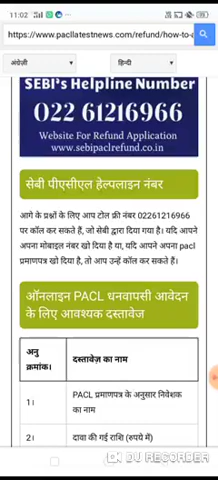 11:02
https://www.pacllatestnews.com/refund/how-to-a
अंग्रेज़ी
हिन्दी
SEBI's Helpline Number
022 61216966
Website For Refund Application
www.sebipaclrefund.co.in
सेबी पीएसीएल हेल्पलाइन नंबर
आगे के प्रश्नों के लिए आप टोल फ्री नंबर 02261216966
पर कॉल कर सकते हैं, जो सेबी द्वारा दिया गया है। यदि आपने
अपना मोबाइल नंबर खो दिया है या, यदि आपने अपना pacl
प्रमाणपत्र खो दिया है, तो आप उन्हें कॉल कर सकते हैं।
ऑनलाइन PACL धनवापसी आवेदन
के लिए आवश्यक दस्तावेज
अनु
क्रमांक।
दस्तावेज़ का नाम
1।
PACL प्रमाणपत्र के अनुसार निवेशक
का नाम
2।
दावा की गई राशि (रुपये में)
DU RECORDER